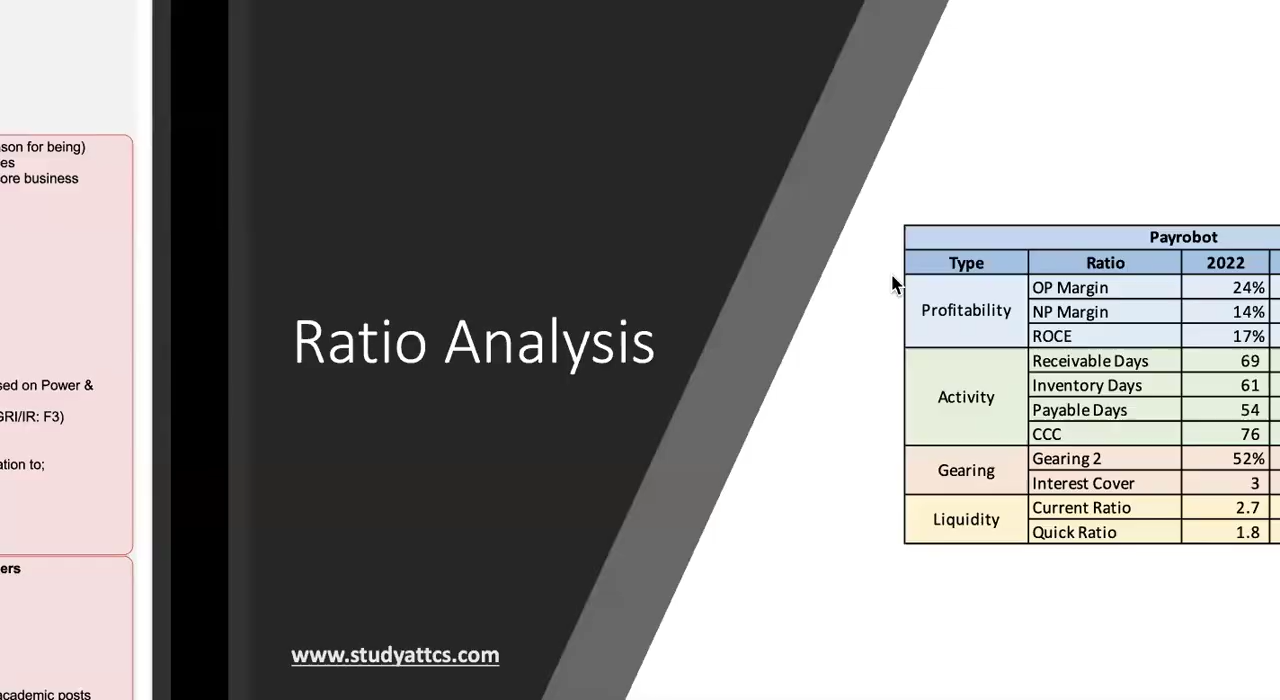 son for being)
es
ore business
sed on Power &
GRI/IR: F3)
ation to;
ers
academic posts
Ratio Analysis
www.studyattcs.com
Payrobot
Type Ratio 2022
Profitability
OP Margin 24%
NP Margin 14%
ROCE 17%
Activity
Receivable Days 69
Inventory Days 61
Payable Days 54
CCC 76
Gearing
Gearing 2 52%
Interest Cover 3
Liquidity
Current Ratio 2.7
Quick Ratio 1.8